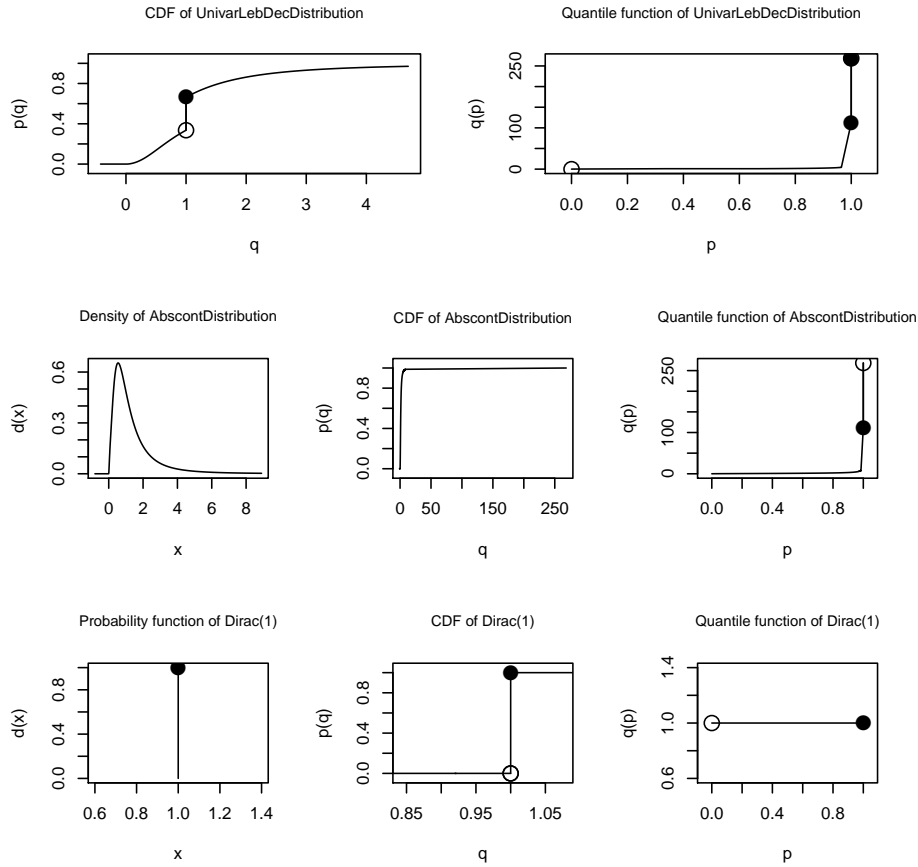 CDF of UnivarLebDecDistribution
p(q)
0.0 0.4 0.8
0 1 2 3 4
q
Quantile function of UnivarLebDecDistribution
q(p)
0 100 250
0.0 0.2 0.4 0.6 0.8 1.0
p
Density of AbscontDistribution
d(x)
0.0 0.3 0.6
0 2 4 6 8
x
CDF of AbscontDistribution
p(q)
0.0 0.4 0.8
0 50 150 250
q
Quantile function of AbscontDistribution
q(p)
0 100 250
0.0 0.4 0.8
p
Probability function of Dirac(1)
d(x)
0.0 0.4 0.8
0.6 0.8 1.0 1.2 1.4
x
CDF of Dirac(1)
p(q)
0.0 0.4 0.8
0.85 0.95 1.05
q
Quantile function of Dirac(1)
q(p)
0.6 1.0 1.4
0.0 0.4 0.8
p